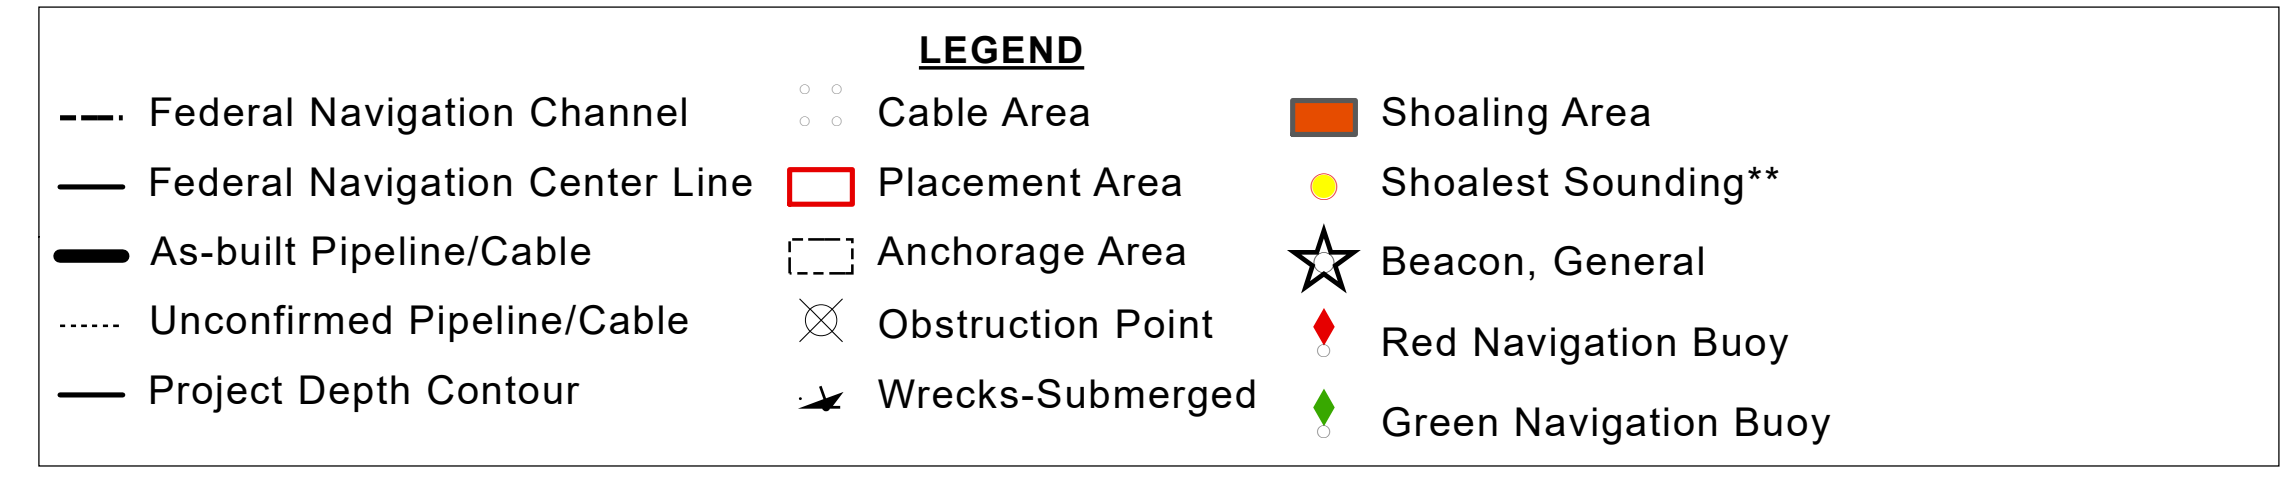 LEGEND
Federal Navigation Channel
Federal Navigation Center Line
As-built Pipeline/Cable
Unconfirmed Pipeline/Cable
Project Depth Contour
Cable Area
Placement Area
Anchorage Area
Obstruction Point
Wrecks-Submerged
Shoaling Area
Shoalest Sounding**
Beacon, General
Red Navigation Buoy
Green Navigation Buoy